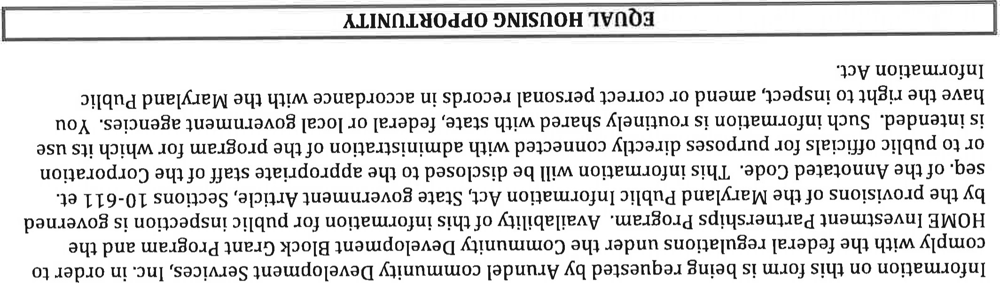 Information on this form is being requested by Arundel community Development Services, Inc. in order to
comply with the federal regulations under the Community Development Block Grant Program and the
HOME Investment Partnerships Program. Availability of this information for public inspection is governed
by the provisions of the Maryland Public Information Act, State government Article, Sections 10-611 et.
seq. of the Annotated Code. This information will be disclosed to the appropriate staff of the Corporation
or to public officials for purposes directly connected with administration of the program for which its use
is intended. Such information is routinely shared with state, federal or local government agencies. You
have the right to inspect, amend or correct personal records in accordance with the Maryland Public
Information Act.
EQUAL HOUSING OPPORTUNITY